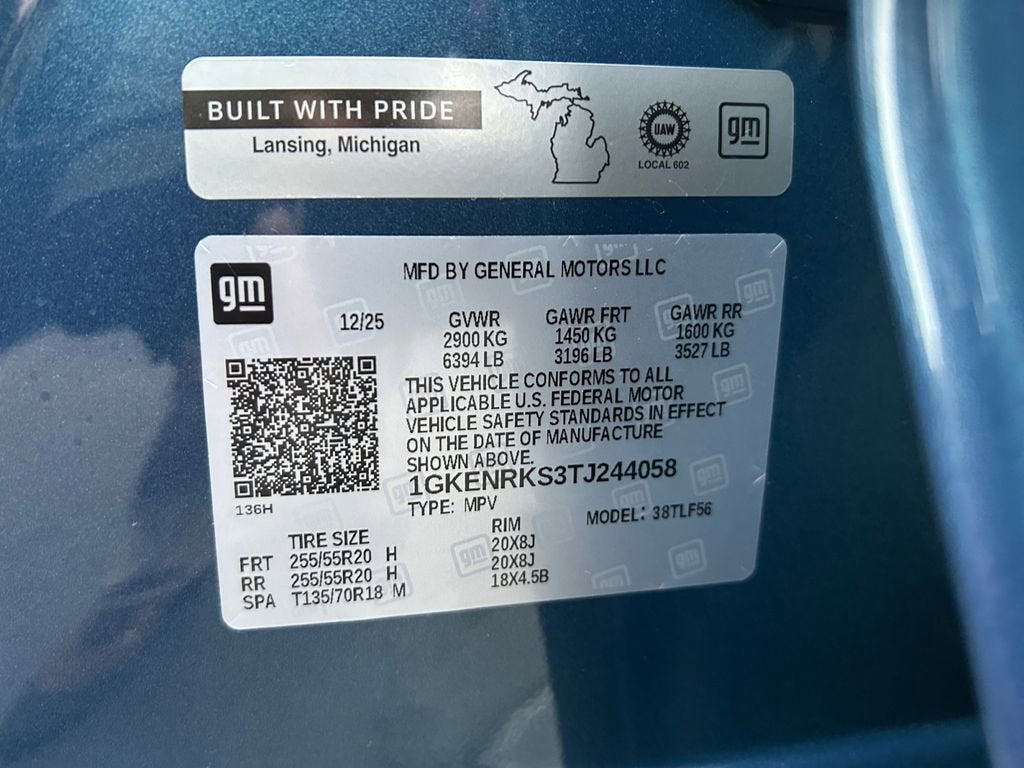 BUILT WITH PRIDE
Lansing, Michigan
UAW
LOCAL 602
gm
gm
MFD BY GENERAL MOTORS LLC
12/25 GVWR GAWR FRT GAWR RR
2900 KG 1450 KG 1600 KG
6394 LB 3196 LB 3527 LB
THIS VEHICLE CONFORMS TO ALL
APPLICABLE U.S. FEDERAL MOTOR
VEHICLE SAFETY STANDARDS IN EFFECT
ON THE DATE OF MANUFACTURE
SHOWN ABOVE.
1GKENRKS3TJ244058
136H
TYPE: MPV MODEL: 38TLF56
TIRE SIZE RIM
FRT 255/55R20 H 20X8J
RR 255/55R20 H 20X8J
SPA T135/70R18 M 18X4.5B